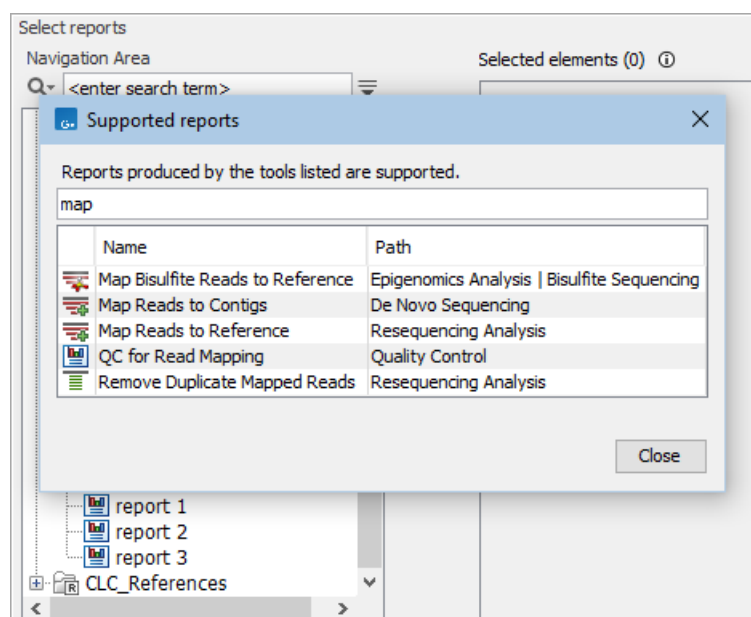 Select reports
Navigation Area
Selected elements (0)
<enter search term>
G. Supported reports
Reports produced by the tools listed are supported.
map
Name Path
Map Bisulfite Reads to Reference Epigenomics Analysis | Bisulfite Sequencing
Map Reads to Contigs De Novo Sequencing
Map Reads to Reference Resequencing Analysis
QC for Read Mapping Quality Control
Remove Duplicate Mapped Reads Resequencing Analysis
Close
report 1
report 2
report 3
R CLC_References